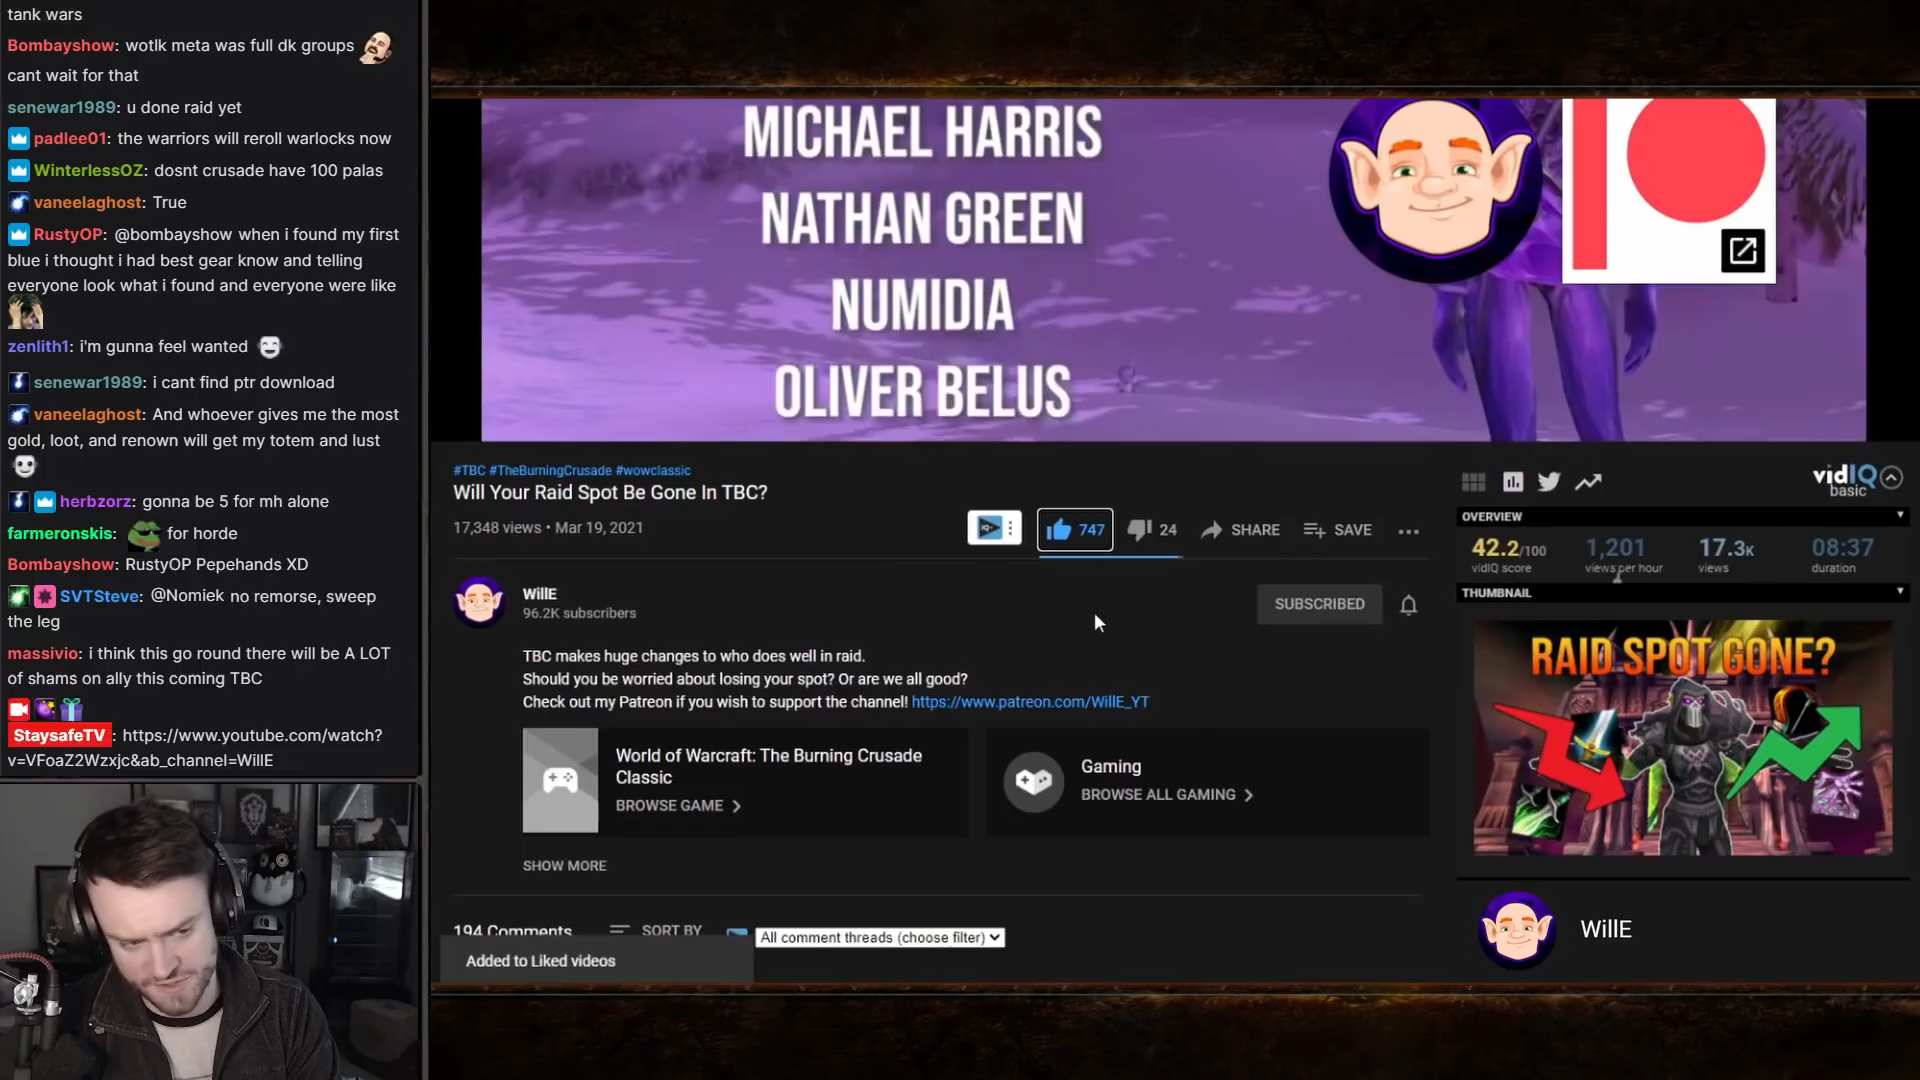 tank wars
Bombayshow: wotlk meta was full dk groups
cant wait for that
senewar1989: u done raid yet
padlee01: the warriors will reroll warlocks now
WinterlessOZ: dosnt crusade have 100 palas
vaneelaghost: True
RustyOP: @bombayshow when i found my first
blue i thought i had best gear know and telling
everyone look what i found and everyone were like
zenlith1: i'm gunna feel wanted
senewar1989: i cant find ptr download
vaneelaghost: And whoever gives me the most
gold, loot, and renown will get my totem and lust
herbzorz: gonna be 5 for mh alone
farmeronskis: for horde
Bombayshow: RustyOP Pepehands XD
SVTSteve: @Nomiek no remorse, sweep
the leg
massivio: i think this go round there will be A LOT
of shams on ally this coming TBC
StaysafeTV: https://www.youtube.com/watch?
v=VFoaZ2Wzxjc&ab_channel=WillE
MICHAEL HARRIS
NATHAN GREEN
NUMIDIA
OLIVER BELUS
#TBC #TheBurningCrusade #wowclassic
Will Your Raid Spot Be Gone In TBC?
17,348 views • Mar 19, 2021
747
24
SHARE
SAVE
WillE
96.2K subscribers
SUBSCRIBED
TBC makes huge changes to who does well in raid.
Should you be worried about losing your spot? Or are we all good?
Check out my Patreon if you wish to support the channel! https://www.patreon.com/WillE_YT
World of Warcraft: The Burning Crusade
Classic
BROWSE GAME
Gaming
BROWSE ALL GAMING
SHOW MORE
194 Comments
SORT BY
All comment threads (choose filter)
Added to Liked videos
vidIQ
basic
OVERVIEW
42.2/100
vidIQ score
1,201
views per hour
17.3K
views
08:37
duration
THUMBNAIL
RAID SPOT GONE?
WillE